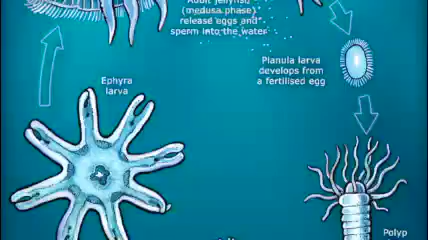 Adult jellyfish
(medusa phase)
release eggs and
sperm into the water
Planula larva
develops from
a fertilised egg
Ephyra
larva
Polyp